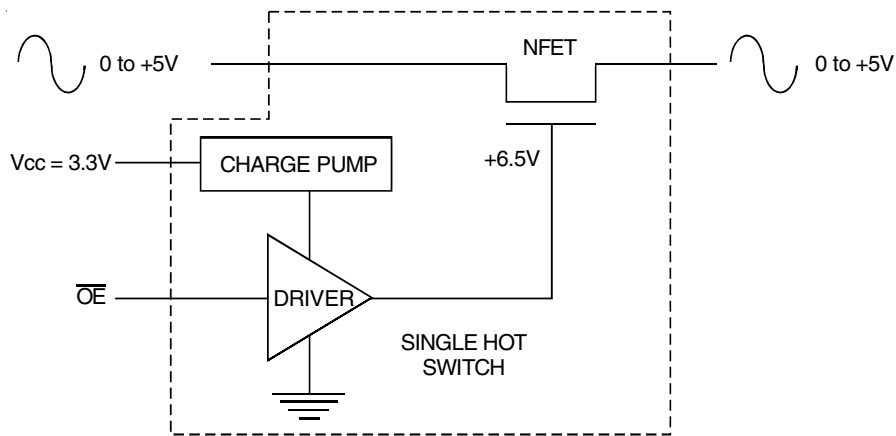 NFET
0 to +5V
0 to +5V
Vcc = 3.3V
CHARGE PUMP
+6.5V
OE
DRIVER
SINGLE HOT
SWITCH